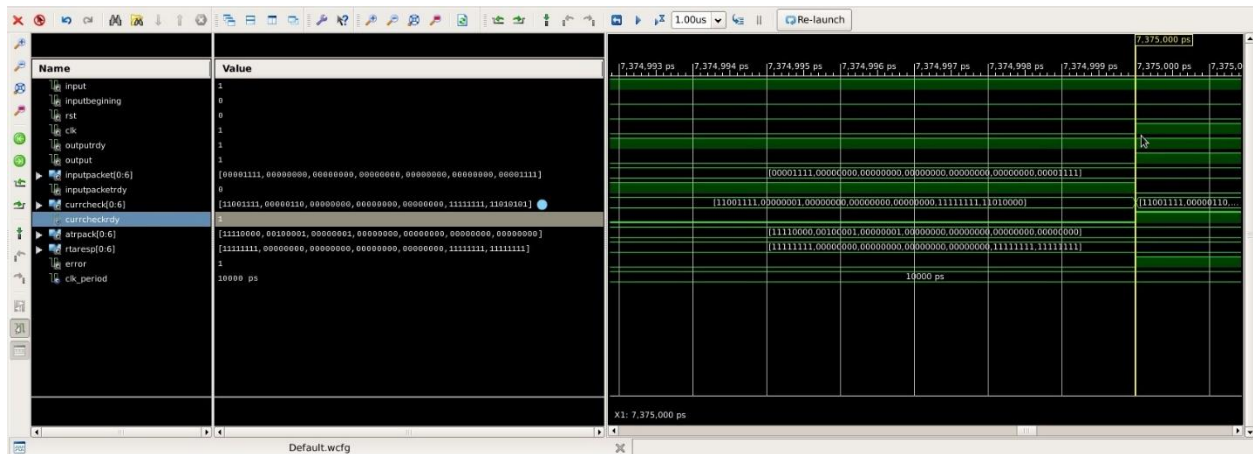 1.00us
Re-launch
7,375,000 ps
Name
Value
7,374,993 ps 7,374,994 ps 7,374,995 ps 7,374,996 ps 7,374,997 ps 7,374,998 ps 7,374,999 ps 7,375,000 ps 7,375,0
input 1
inputbegining 0
rst 0
clk 1
outputrdy 1
output 1
inputpacket[0:6] [00001111,00000000,00000000,00000000,00000000,00000000,00001111] [00001111,00000000,00000000,00000000,00000000,00000000,00001111]
inputpacketrdy 0
currcheck[0:6] [11001111,00000110,00000000,00000000,00000000,11111111,11010101] [11001111,00000001,00000000,00000000,00000000,11111111,11010000] [11001111,00000110,...
currcheckrdy 1
atrpack[0:6] [11110000,00100001,00000001,00000000,00000000,00000000,00000000] [11110000,00100001,00000001,00000000,00000000,00000000,00000000]
rtaresp[0:6] [11111111,00000000,00000000,00000000,00000000,11111111,11111111] [11111111,00000000,00000000,00000000,00000000,11111111,11111111]
error 1
clk_period 10000 ps 10000 ps
X1: 7,375,000 ps
Default.wcfg